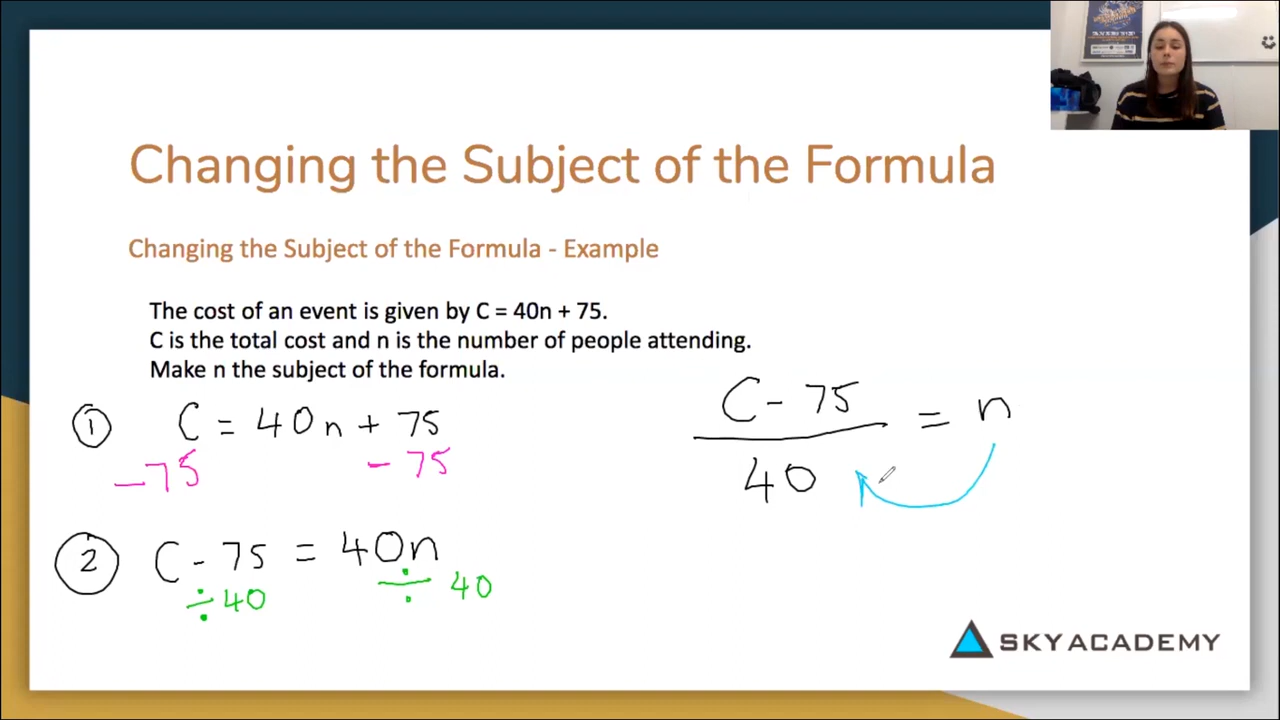 Changing the Subject of the Formula
Changing the Subject of the Formula - Example
The cost of an event is given by C = 40n + 75.
C is the total cost and n is the number of people attending.
Make n the subject of the formula.
① C = 40n + 75
-75 - 75
② C - 75 = 40n
÷40 ÷ 40
C - 75
= n
40
SKY ACADEMY